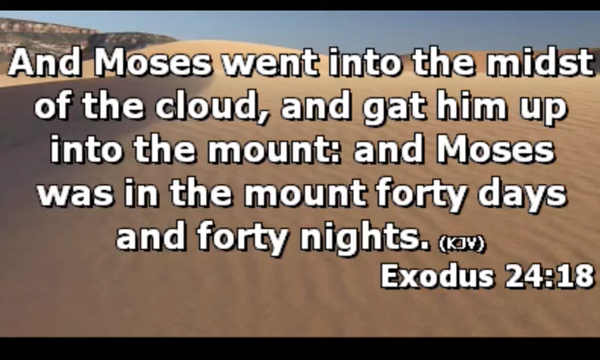 And Moses went into the midst
of the cloud, and gat him up
into the mount: and Moses
was in the mount forty days
and forty nights. (KJV)
Exodus 24:18